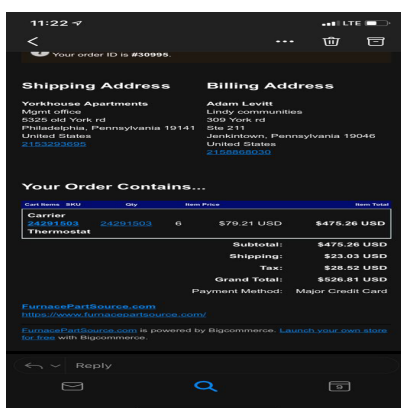 11:22
LTE
Your order ID is #30995.
Shipping Address
Yorkhouse Apartments
Mgmt office
5325 old York rd
Philadelphia, Pennsylvania 19141
United States
2153293695
Billing Address
Adam Levitt
Lindy communities
309 York rd
Ste 211
Jenkintown, Pennsylvania 19046
United States
2158868030
Your Order Contains...
Cart Items SKU Qty Item Price Item Total
Carrier
24291503 24291503 6 $79.21 USD $475.26 USD
Thermostat
Subtotal: $475.26 USD
Shipping: $23.03 USD
Tax: $28.52 USD
Grand Total: $526.81 USD
Payment Method: Major Credit Card
FurnacePartSource.com
https://www.furnacepartsource.com/
FurnacePartSource.com is powered by Bigcommerce. Launch your own store
for free with Bigcommerce.
Reply
9